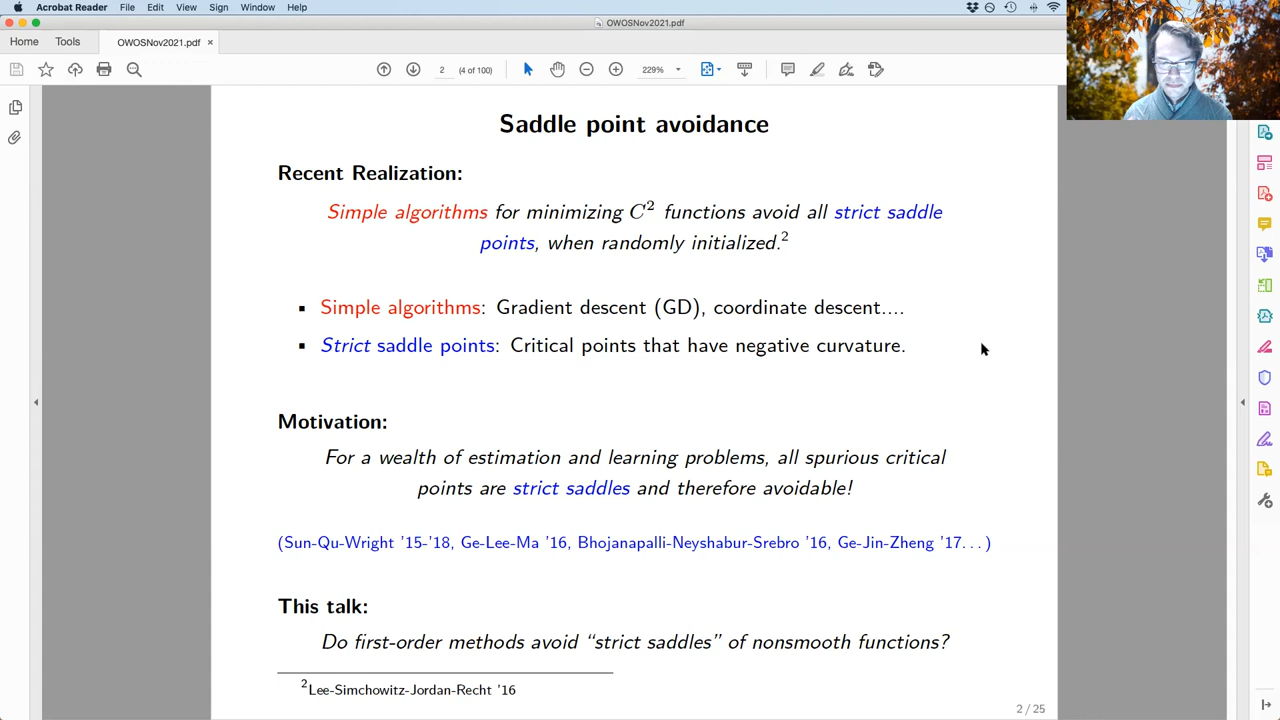 Acrobat Reader File Edit View Sign Window Help
OWOSNov2021.pdf
Home Tools OWOSNov2021.pdf ×
2 (4 of 100) 229%
Saddle point avoidance
Recent Realization:
Simple algorithms for minimizing C² functions avoid all strict saddle
points, when randomly initialized.²
▪ Simple algorithms: Gradient descent (GD), coordinate descent....
▪ Strict saddle points: Critical points that have negative curvature.
Motivation:
For a wealth of estimation and learning problems, all spurious critical
points are strict saddles and therefore avoidable!
(Sun-Qu-Wright '15-'18, Ge-Lee-Ma '16, Bhojanapalli-Neyshabur-Srebro '16, Ge-Jin-Zheng '17...)
This talk:
Do first-order methods avoid “strict saddles” of nonsmooth functions?
²Lee-Simchowitz-Jordan-Recht '16
2 / 25